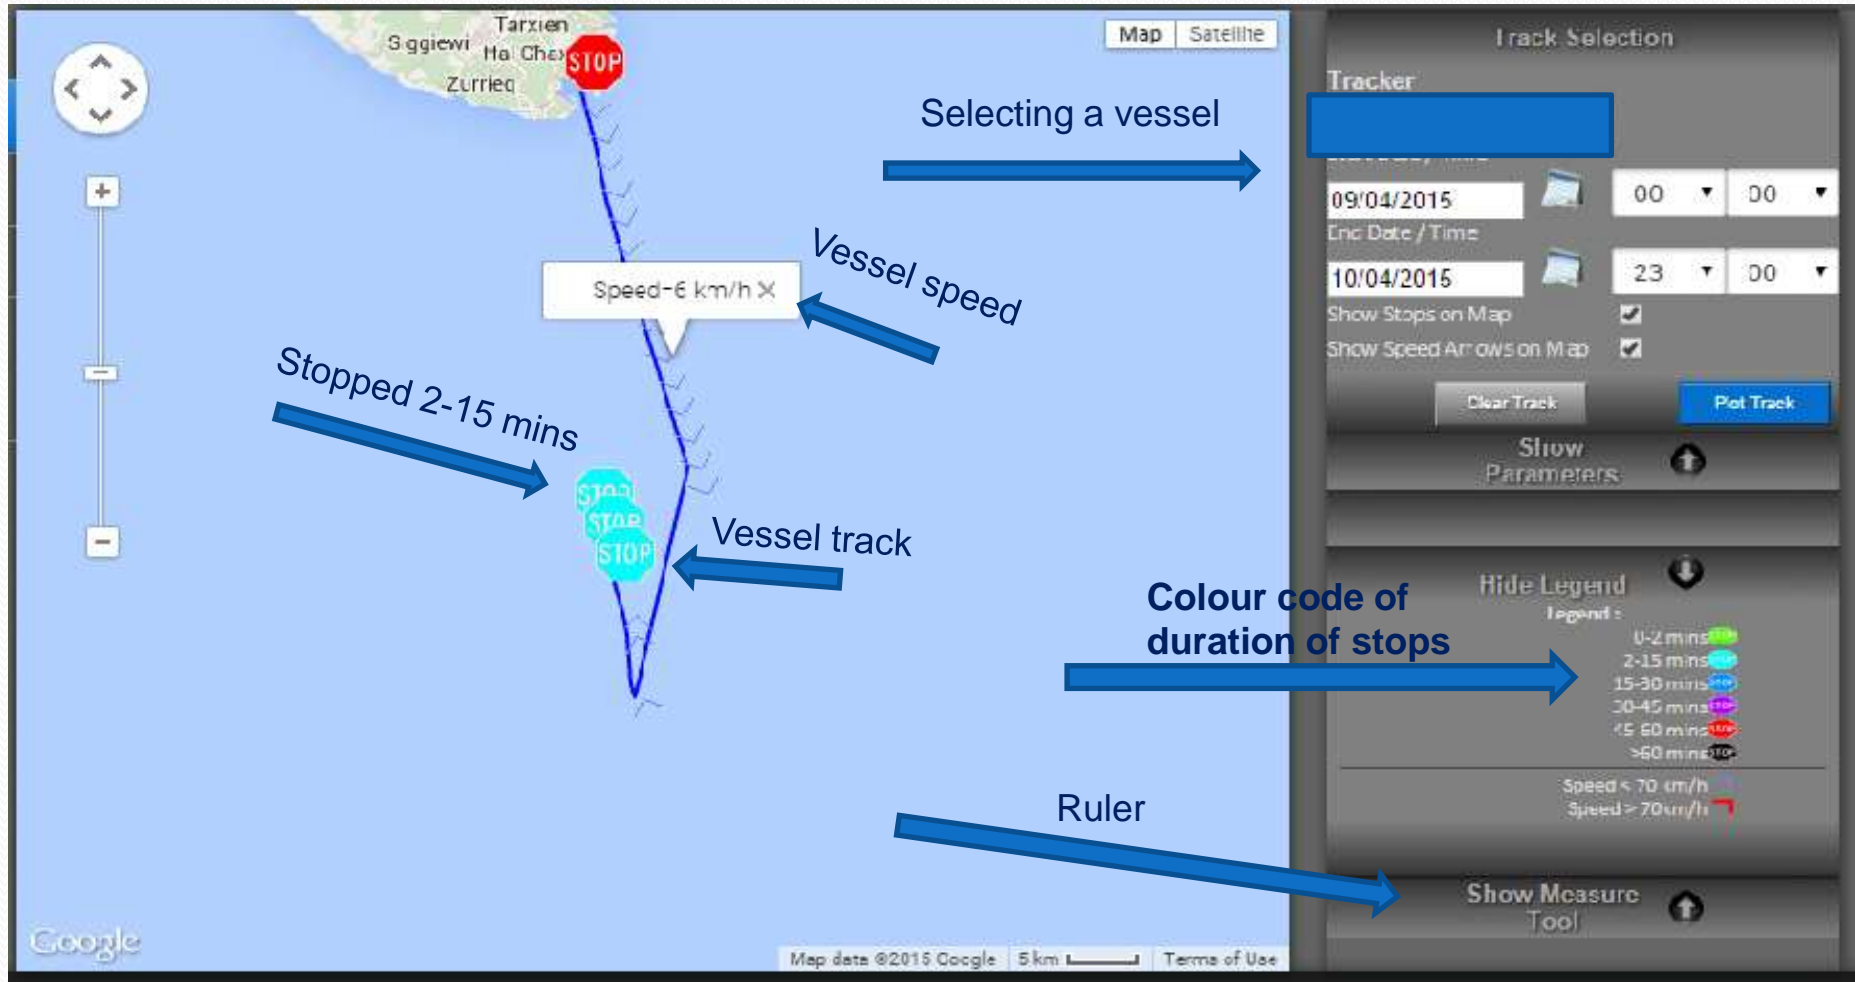 Tarxien
Siggiewi
Zurrieq
STOP
Map Satellite
Selecting a vessel
Vessel speed
Speed-6 km/h
Stopped 2-15 mins
STOP
STOP
STOP
Vessel track
Colour code of
duration of stops
Ruler
Google
Map data ©2015 Google 5 km Terms of Use
Track Selection
Tracker
09/04/2015 00 00
End Date / Time
10/04/2015 23 00
Show Stops on Map
Show Speed Arrows on Map
Clear Track Plot Track
Show
Parameters
Hide Legend
Legend :
0-2 mins
2-15 mins
15-30 mins
30-45 mins
45-60 mins
>60 mins
Speed < 70 km/h
Speed > 70 km/h
Show Measure
Tool